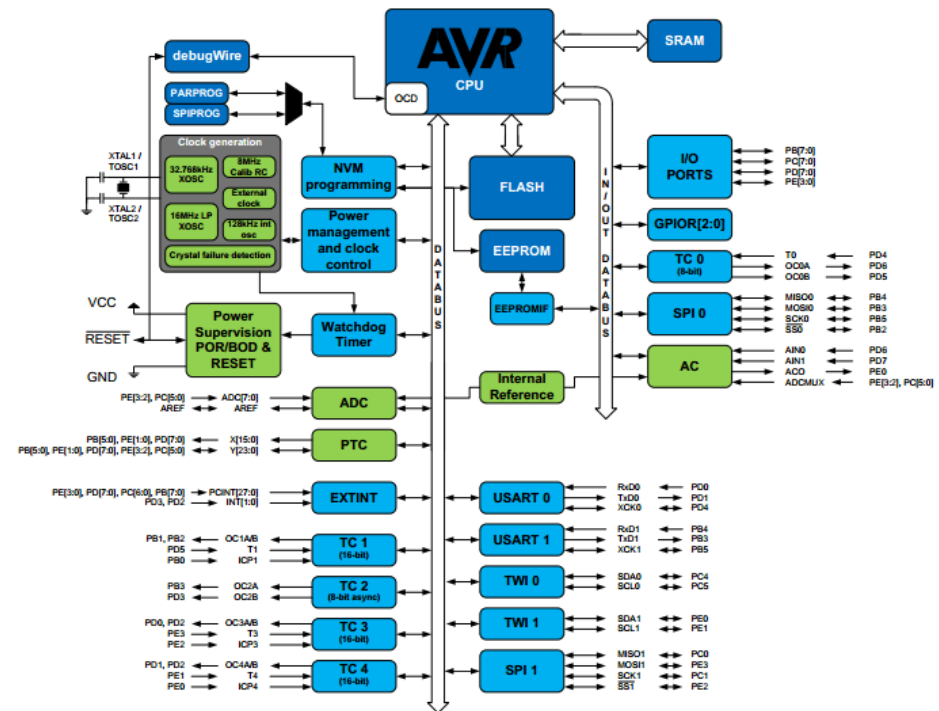 AVR
CPU
OCD
SRAM
debugWire
PARPROG
SPIPROG
Clock generation
XTAL1 /
TOSC1
32.768kHz
XOSC
8MHz
Calib RC
External
clock
XTAL2 /
TOSC2
16MHz LP
XOSC
128kHz int
osc
Crystal failure detection
NVM
programming
Power
management
and clock
control
FLASH
EEPROM
EEPROMIF
DATABUS
IN/OUT DATABUS
I/O
PORTS
PB[7:0]
PC[7:0]
PD[7:0]
PE[3:0]
GPIOR[2:0]
TC 0
(8-bit)
T0 PD4
OC0A PD6
OC0B PD5
SPI 0
MISO0 PB4
MOSI0 PB3
SCK0 PB5
SS0 PB2
AC
AIN0 PD6
AIN1 PD7
ACO PE0
ADCMUX PE[3:2], PC[5:0]
VCC
RESET
GND
Power
Supervision
POR/BOD &
RESET
Watchdog
Timer
Internal
Reference
PE[3:2], PC[5:0] ADC[7:0]
AREF AREF
ADC
PB[5:0], PE[1:0], PD[7:0] X[15:0]
PB[5:0], PE[1:0], PD[7:0], PE[3:2], PC[5:0] Y[23:0]
PTC
PE[3:0], PD[7:0], PC[6:0], PB[7:0] PCINT[27:0]
PD3, PD2 INT[1:0]
EXTINT
PB1, PB2 OC1A/B
PD5 T1
PB0 ICP1
TC 1
(16-bit)
PB3 OC2A
PD3 OC2B
TC 2
(8-bit async)
PD0, PD2 OC3A/B
PE3 T3
PE2 ICP3
TC 3
(16-bit)
PD1, PD2 OC4A/B
PE1 T4
PE0 ICP4
TC 4
(16-bit)
USART 0
RxD0 PD0
TxD0 PD1
XCK0 PD4
USART 1
RxD1 PB4
TxD1 PB3
XCK1 PB5
TWI 0
SDA0 PC4
SCL0 PC5
TWI 1
SDA1 PE0
SCL1 PE1
SPI 1
MISO1 PC0
MOSI1 PE3
SCK1 PC1
SS1 PE2